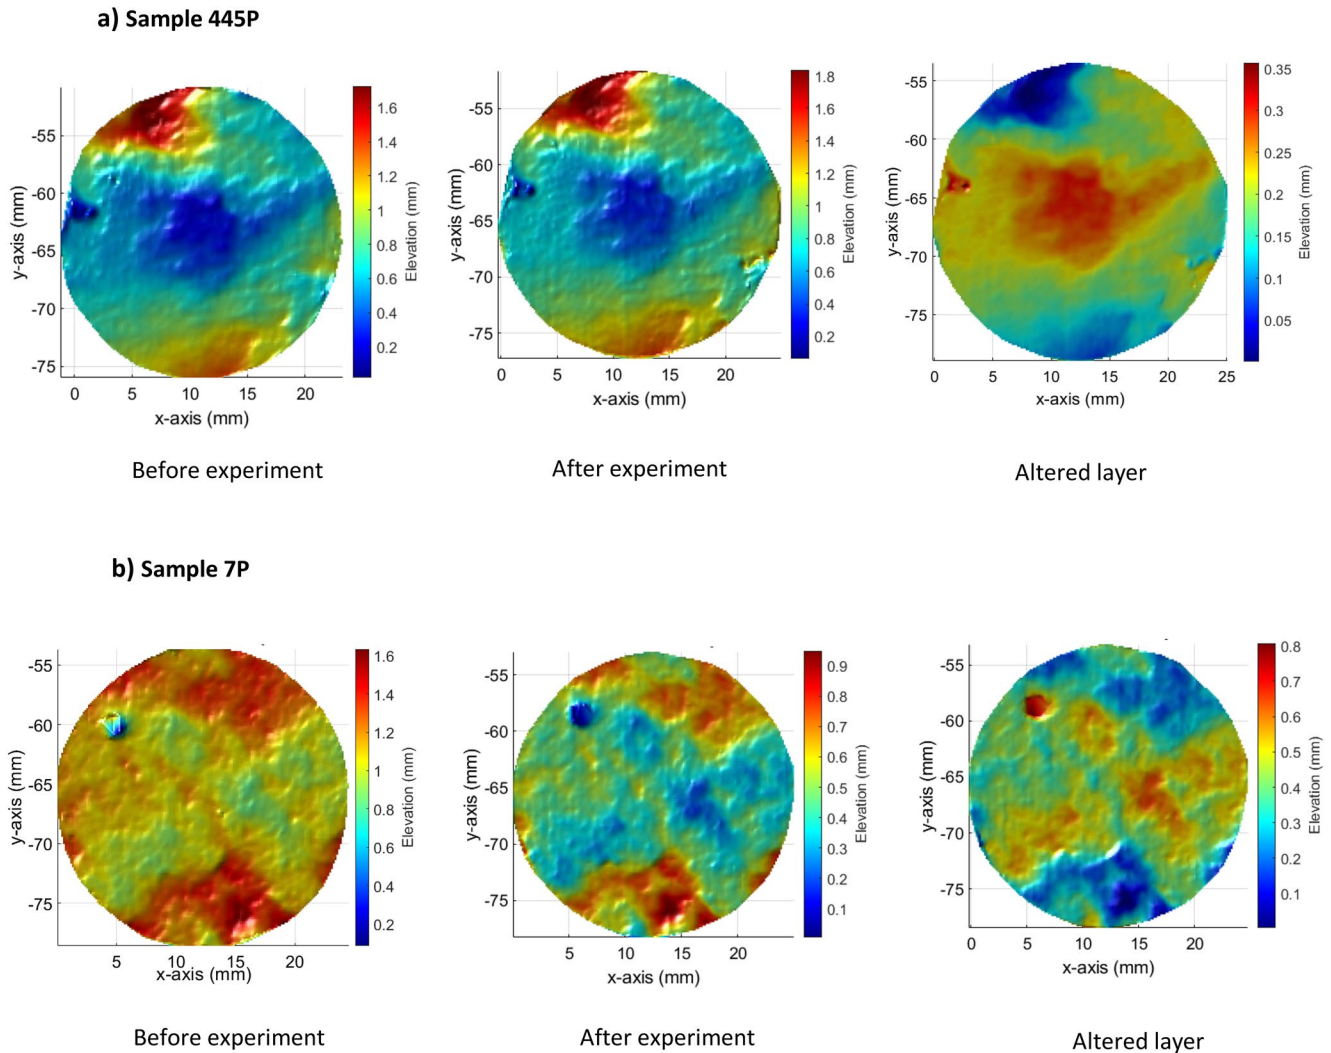 a) Sample 445P
-55
-60
-65
-70
-75
y-axis (mm)
0 5 10 15 20
x-axis (mm)
1.6
1.4
1.2
1
0.8
0.6
0.4
0.2
Elevation (mm)
Before experiment
-55
-60
-65
-70
-75
y-axis (mm)
0 5 10 15 20
x-axis (mm)
1.8
1.6
1.4
1.2
1
0.8
0.6
0.4
0.2
Elevation (mm)
After experiment
-55
-60
-65
-70
-75
y-axis (mm)
0 5 10 15 20 25
x-axis (mm)
0.35
0.3
0.25
0.2
0.15
0.1
0.05
Elevation (mm)
Altered layer
b) Sample 7P
-55
-60
-65
-70
-75
y-axis (mm)
5 10 15 20
x-axis (mm)
1.6
1.4
1.2
1
0.8
0.6
0.4
0.2
Elevation (mm)
Before experiment
-55
-60
-65
-70
-75
y-axis (mm)
5 10 15 20
x-axis (mm)
0.9
0.8
0.7
0.6
0.5
0.4
0.3
0.2
0.1
Elevation (mm)
After experiment
-55
-60
-65
-70
-75
y-axis (mm)
0 5 10 15 20
x-axis (mm)
0.8
0.7
0.6
0.5
0.4
0.3
0.2
0.1
Elevation (mm)
Altered layer